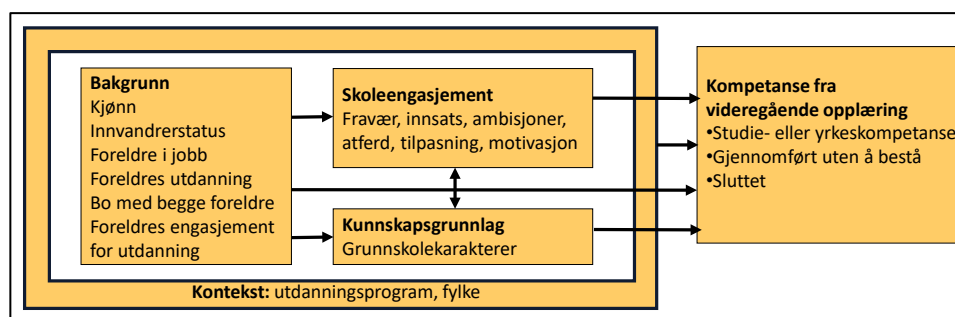 Bakgrunn
Kjønn
Innvandrerstatus
Foreldre i jobb
Foreldres utdanning
Bo med begge foreldre
Foreldres engasjement
for utdanning
Skoleengasjement
Fravær, innsats, ambisjoner,
atferd, tilpasning, motivasjon
Kunnskapsgrunnlag
Grunnskolekarakterer
Kontekst: utdanningsprogram, fylke
Kompetanse fra
videregående opplæring
•Studie- eller yrkeskompetanse
•Gjennomført uten å bestå
•Sluttet